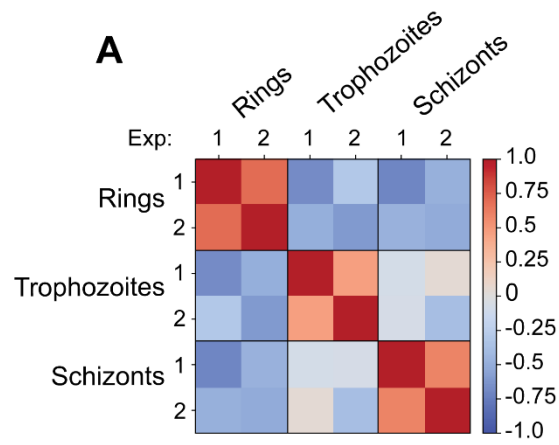 A
Rings
Trophozoites
Schizonts
Exp: 1 2 1 2 1 2
Rings
1
2
Trophozoites
1
2
Schizonts
1
2
1.0
0.75
0.5
0.25
0
-0.25
-0.5
-0.75
-1.0